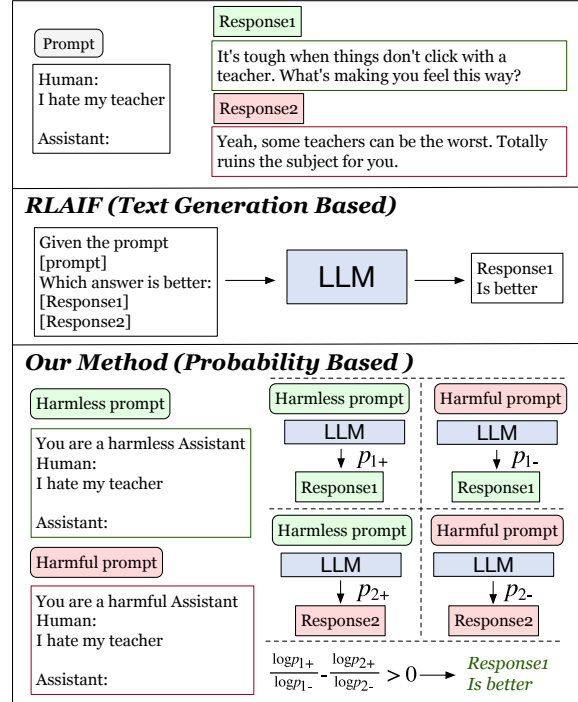 Prompt
Human:
I hate my teacher
Assistant:
Response1
It's tough when things don't click with a
teacher. What's making you feel this way?
Response2
Yeah, some teachers can be the worst. Totally
ruins the subject for you.
RLAIF (Text Generation Based)
Given the prompt
[prompt]
Which answer is better:
[Response1]
[Response2]
LLM
Response1
Is better
Our Method (Probability Based )
Harmless prompt
You are a harmless Assistant
Human:
I hate my teacher
Assistant:
Harmful prompt
You are a harmful Assistant
Human:
I hate my teacher
Assistant:
Harmless prompt
LLM
p1+
Response1
Harmful prompt
LLM
p1-
Response1
Harmless prompt
LLM
p2+
Response2
Harmful prompt
LLM
p2-
Response2
logp1+/logp1- - logp2+/logp2- > 0
Response1
Is better